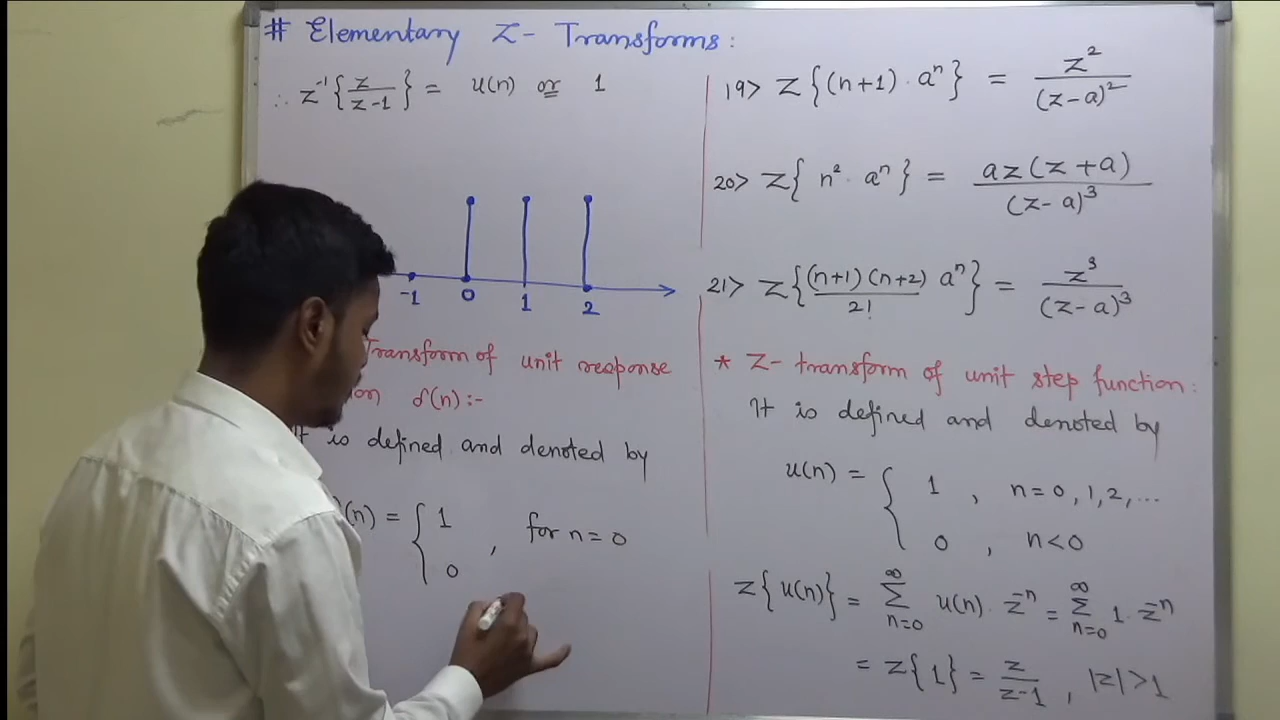 # Elementary Z- Transforms:
∴ z⁻¹{z/(z-1)} = u(n) or 1
-1 0 1 2
Transform of unit response
δ(n):-
It is defined and denoted by
(n) = { 1 , for n=0
0
19> Z{(n+1)·aⁿ} = z²/(z-a)²
20> Z{n²·aⁿ} = az(z+a)/(z-a)³
21> Z{(n+1)(n+2)/2! aⁿ} = z³/(z-a)³
* Z- transform of unit step function:
It is defined and denoted by
u(n) = { 1 , n=0,1,2,...
0 , n<0
Z{u(n)} = ∞Σn=0 u(n)·z⁻ⁿ = ∞Σn=0 1·z⁻ⁿ
= Z{1} = z/(z-1) , |z|>1